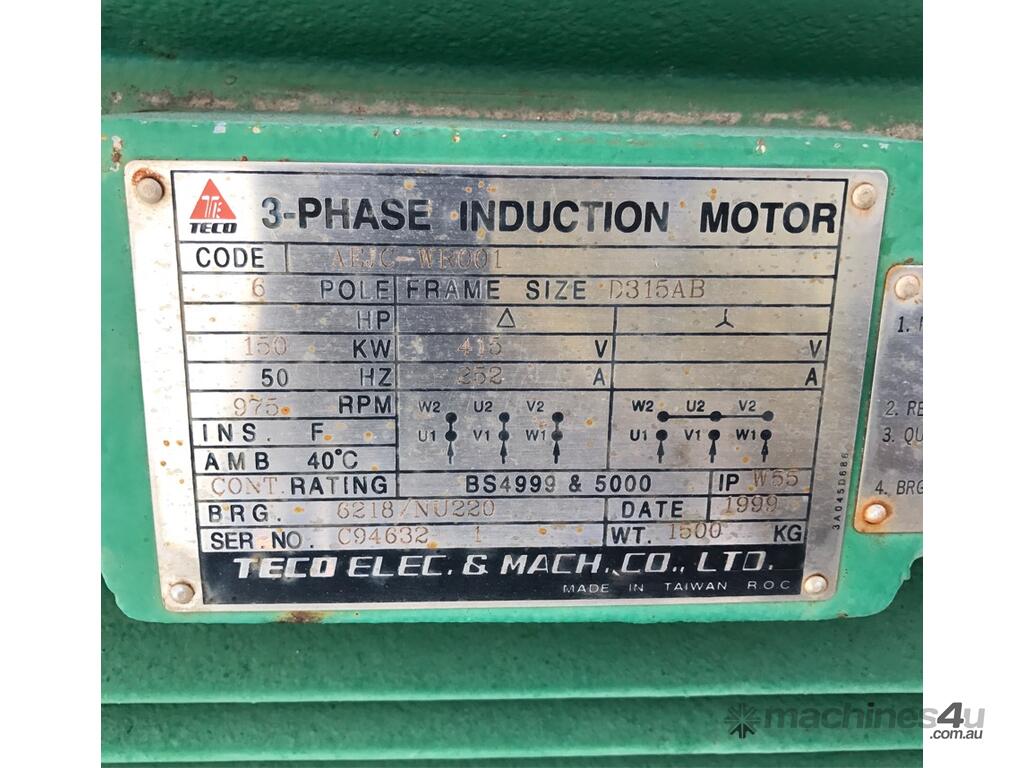 TECO 3-PHASE INDUCTION MOTOR
CODE AEJC-WR001
6 POLE FRAME SIZE D315AB
HP △ 人
150 KW 415 V V
50 HZ 252 A A
975 RPM W2 U2 V2 W2 U2 V2
INS. F U1 V1 W1 U1 V1 W1
AMB 40°C
CONT. RATING BS4999 & 5000 IP W55
BRG. 6218/NU220 DATE 1999
SER.NO. C94632 1 WT. 1500 KG
TECO ELEC. & MACH. CO., LTD.
MADE IN TAIWAN R.O.C
3A045D686
1.
2. RE
3. QU
4. BRG
machines4u
.com.au